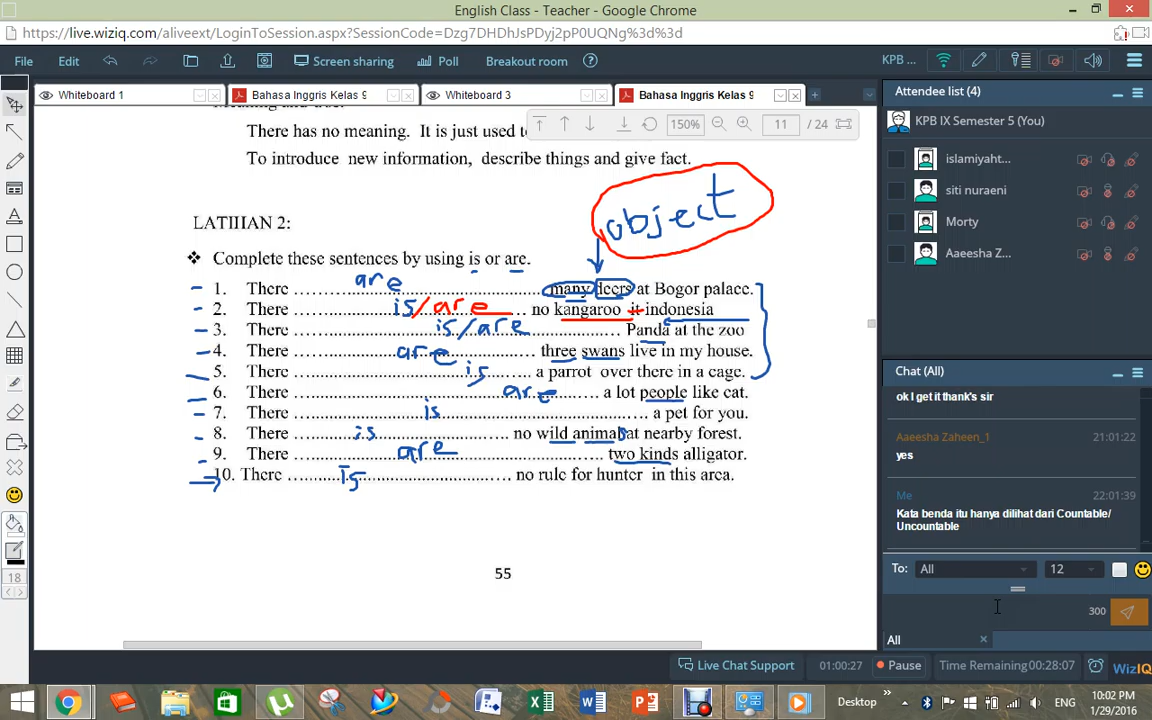 English Class - Teacher - Google Chrome
https://live.wiziq.com/aliveext/LoginToSession.aspx?SessionCode=Dzg7DHDhJsPDyj2pP0UQNg%3d%3d
File Edit Screen sharing Poll Breakout room KPB ...
Whiteboard 1 Bahasa Inggris Kelas 9 Whiteboard 3 Bahasa Inggris Kelas 9
150% 11 / 24
There has no meaning. It is just used
To introduce new information, describe things and give fact.
object
LATIHAN 2:
Complete these sentences by using is or are.
1. There are many deers at Bogor palace.
2. There is/are no kangaroo it indonesia
3. There is/are Panda at the zoo
4. There are three swans live in my house.
5. There is a parrot over there in a cage.
6. There are a lot people like cat.
7. There is a pet for you.
8. There is no wild animals at nearby forest.
9. There are two kinds alligator.
10. There is no rule for hunter in this area.
55
Attendee list (4)
KPB IX Semester 5 (You)
islamiyaht...
siti nuraeni
Morty
Aaeesha Z...
Chat (All)
ok I get it thank's sir
Aaeesha Zaheen_1 21:01:22
yes
Me 22:01:39
Kata benda itu hanya dilihat dari Countable/
Uncountable
To: All 12
300
All
Live Chat Support 01:00:27 Pause Time Remaining 00:28:07 WizIQ
18
Desktop ENG 10:02 PM
1/29/2016